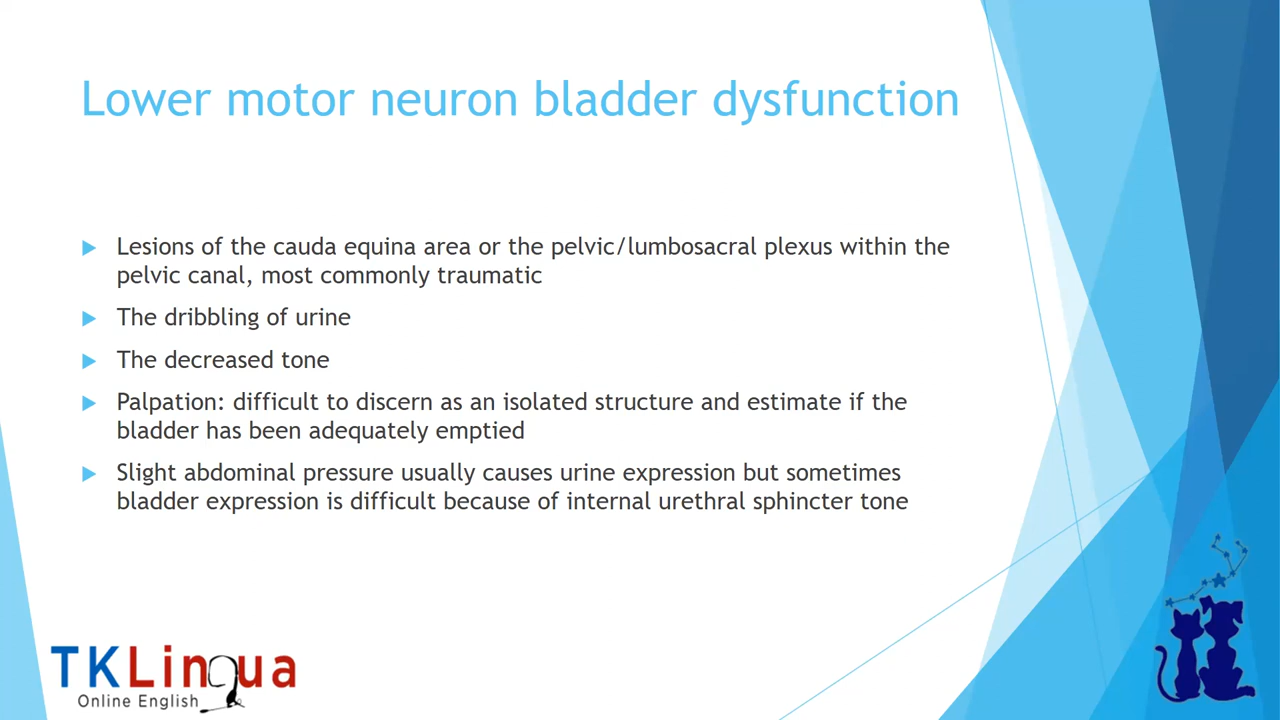 Lower motor neuron bladder dysfunction
Lesions of the cauda equina area or the pelvic/lumbosacral plexus within the
pelvic canal, most commonly traumatic
The dribbling of urine
The decreased tone
Palpation: difficult to discern as an isolated structure and estimate if the
bladder has been adequately emptied
Slight abdominal pressure usually causes urine expression but sometimes
bladder expression is difficult because of internal urethral sphincter tone
TKLingua
Online English